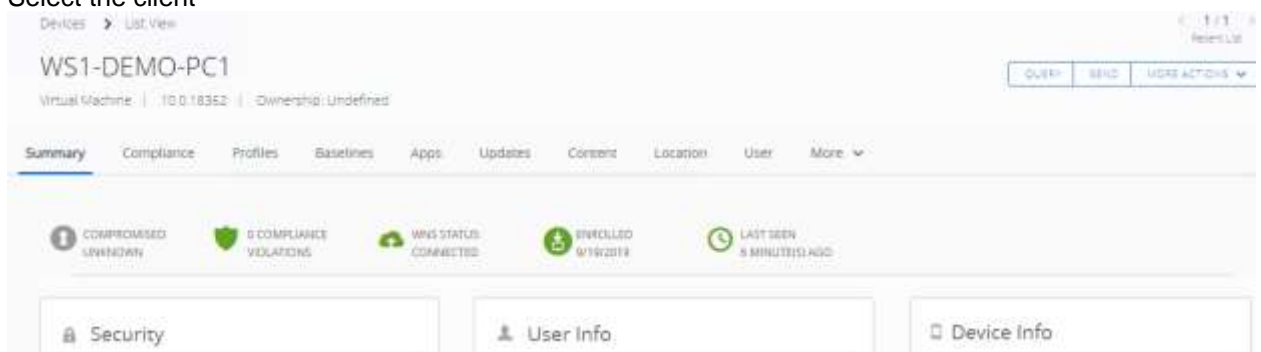 Select the client
Devices > List View
1 / 1
Recent List
WS1-DEMO-PC1
QUERY SEND MORE ACTIONS
Virtual Machine | 10.0.18362 | Ownership: Undefined
Summary Compliance Profiles Baselines Apps Updates Content Location User More
COMPROMISED UNKNOWN
0 COMPLIANCE VIOLATIONS
WNS STATUS CONNECTED
ENROLLED 9/19/2019
LAST SEEN MINUTE(S) AGO
Security
User Info
Device Info